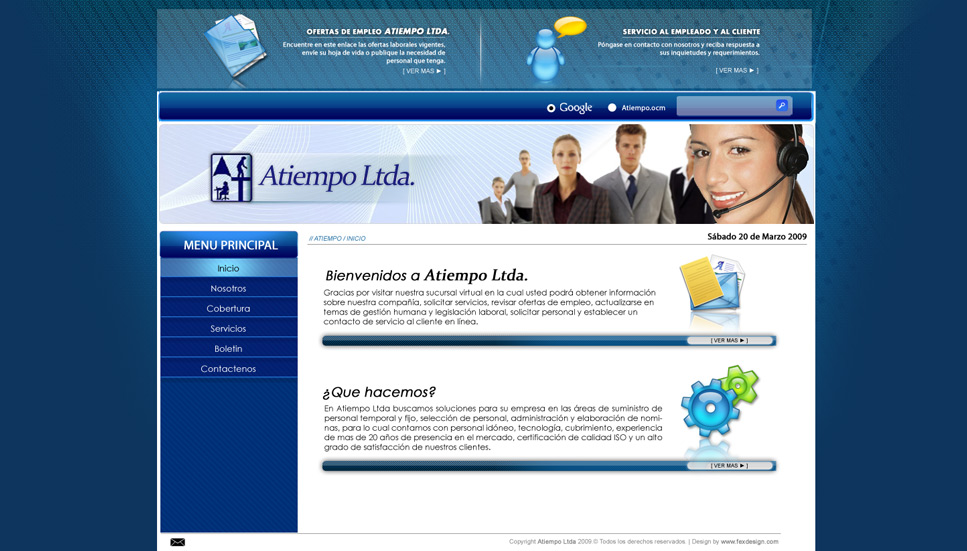 OFERTAS DE EMPLEO ATIEMPO LTDA.
Encuentre en este enlace las ofertas laborales vigentes,
envíe su hoja de vida o publique la necesidad de
personal que tenga.
[ VER MAS ► ]
SERVICIO AL EMPLEADO Y AL CLIENTE
Póngase en contacto con nosotros y reciba respuesta a
sus inquietudes y requerimientos.
[ VER MAS ► ]
Google
Atiempo.ocm
Atiempo Ltda.
MENU PRINCIPAL
Inicio
Nosotros
Cobertura
Servicios
Boletín
Contactenos
// ATIEMPO / INICIO
Sábado 20 de Marzo 2009
Bienvenidos a Atiempo Ltda.
Gracias por visitar nuestra sucursal virtual en la cual usted podrá obtener información
sobre nuestra compañía, solicitar servicios, revisar ofertas de empleo, actualizarse en
temas de gestión humana y legislación laboral, solicitar personal y establecer un
contacto de servicio al cliente en línea.
[ VER MAS ► ]
¿Que hacemos?
En Atiempo Ltda buscamos soluciones para su empresa en las áreas de suministro de
personal temporal y fijo, selección de personal, administración y elaboración de nomi-
nas, para lo cual contamos con personal idóneo, tecnología, cubrimiento, experiencia
de mas de 20 años de presencia en el mercado, certificación de calidad ISO y un alto
grado de satisfacción de nuestros clientes.
[ VER MAS ► ]
Copyright Atiempo Ltda 2009 © Todos los derechos reservados. | Design by www.fexdesign.com